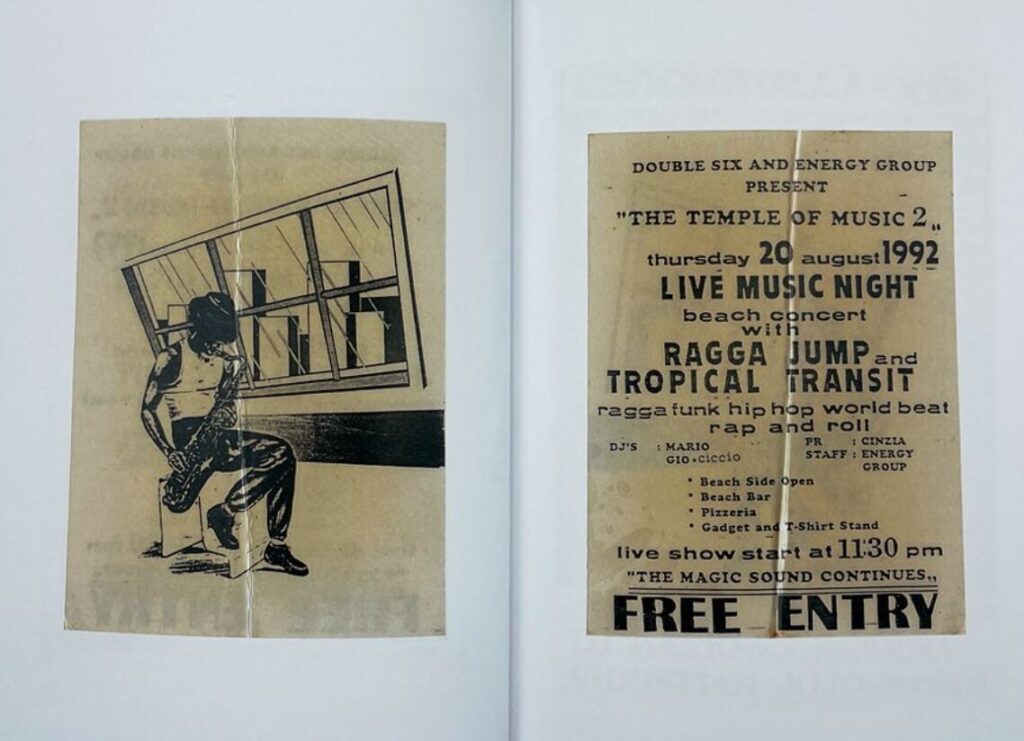 DOUBLE SIX AND ENERGY GROUP
PRESENT
"THE TEMPLE OF MUSIC 2„
thursday 20 august 1992
LIVE MUSIC NIGHT
beach concert
with
RAGGA JUMP and
TROPICAL TRANSIT
ragga funk hip hop world beat
rap and roll
DJ'S : MARIO
GIO•ciccio
PR : CINZIA
STAFF : ENERGY
GROUP
* Beach Side Open
* Beach Bar
* Pizzeria
* Gadget and T-Shirt Stand
live show start at 11:30 pm
"THE MAGIC SOUND CONTINUES„
FREE ENTRY